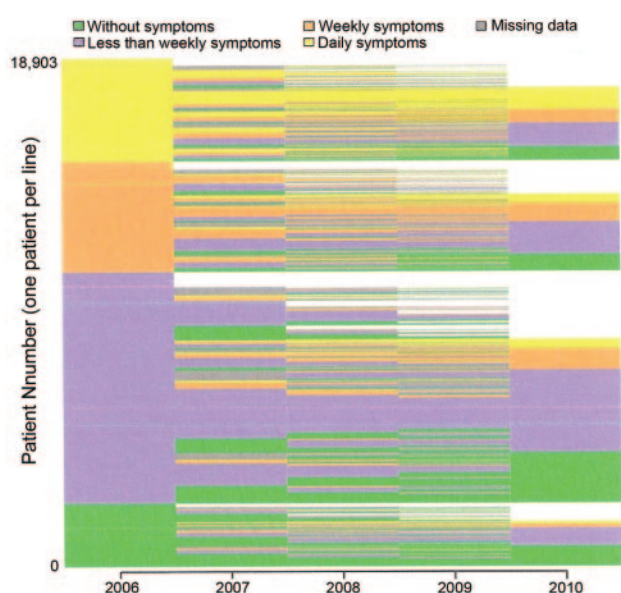 Without symptoms Weekly symptoms Missing data
Less than weekly symptoms Daily symptoms
18,903
Patient Nnumber (one patient per line)
0
2006 2007 2008 2009 2010